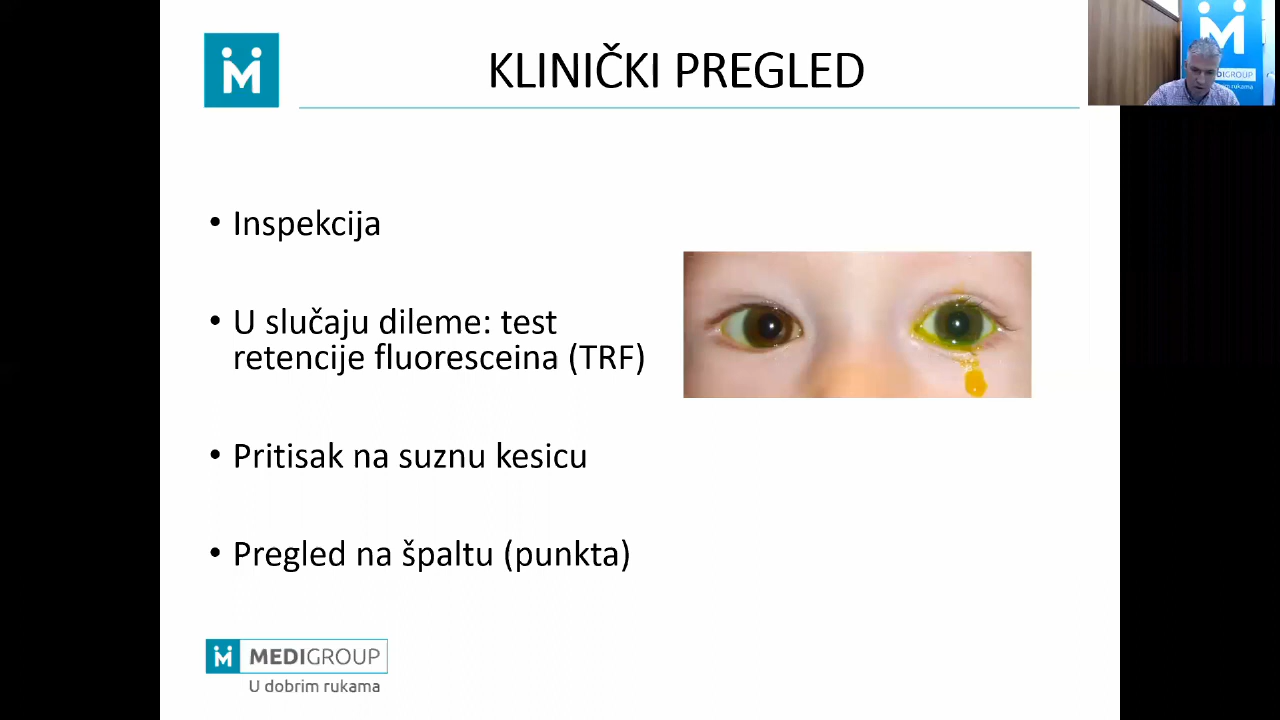 KLINIČKI PREGLED
• Inspekcija
• U slučaju dileme: test
retencije fluoresceina (TRF)
• Pritisak na suznu kesicu
• Pregled na špaltu (punkta)
MEDIGROUP
U dobrim rukama